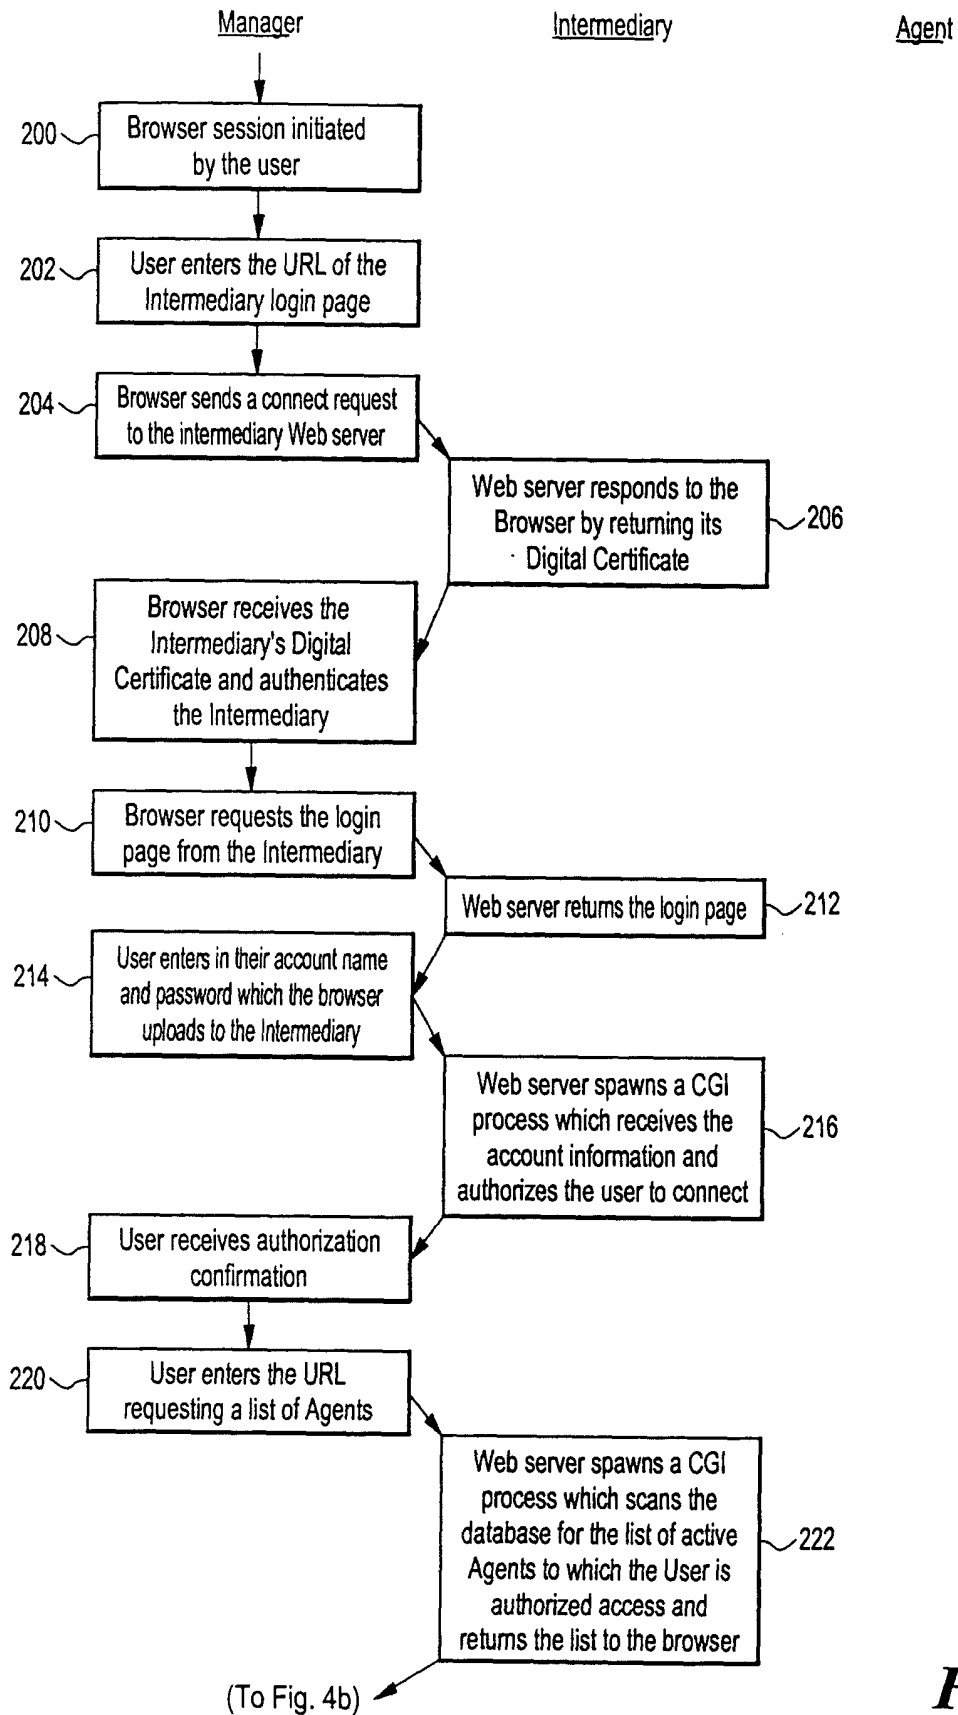 Manager
Intermediary
Agent
200
Browser session initiated
by the user
202
User enters the URL of the
Intermediary login page
204
Browser sends a connect request
to the intermediary Web server
Web server responds to the
Browser by returning its
Digital Certificate
206
208
Browser receives the
Intermediary's Digital
Certificate and authenticates
the Intermediary
210
Browser requests the login
page from the Intermediary
Web server returns the login page
212
214
User enters in their account name
and password which the browser
uploads to the Intermediary
Web server spawns a CGI
process which receives the
account information and
authorizes the user to connect
216
218
User receives authorization
confirmation
220
User enters the URL
requesting a list of Agents
Web server spawns a CGI
process which scans the
database for the list of active
Agents to which the User is
authorized access and
returns the list to the browser
222
(To Fig. 4b)